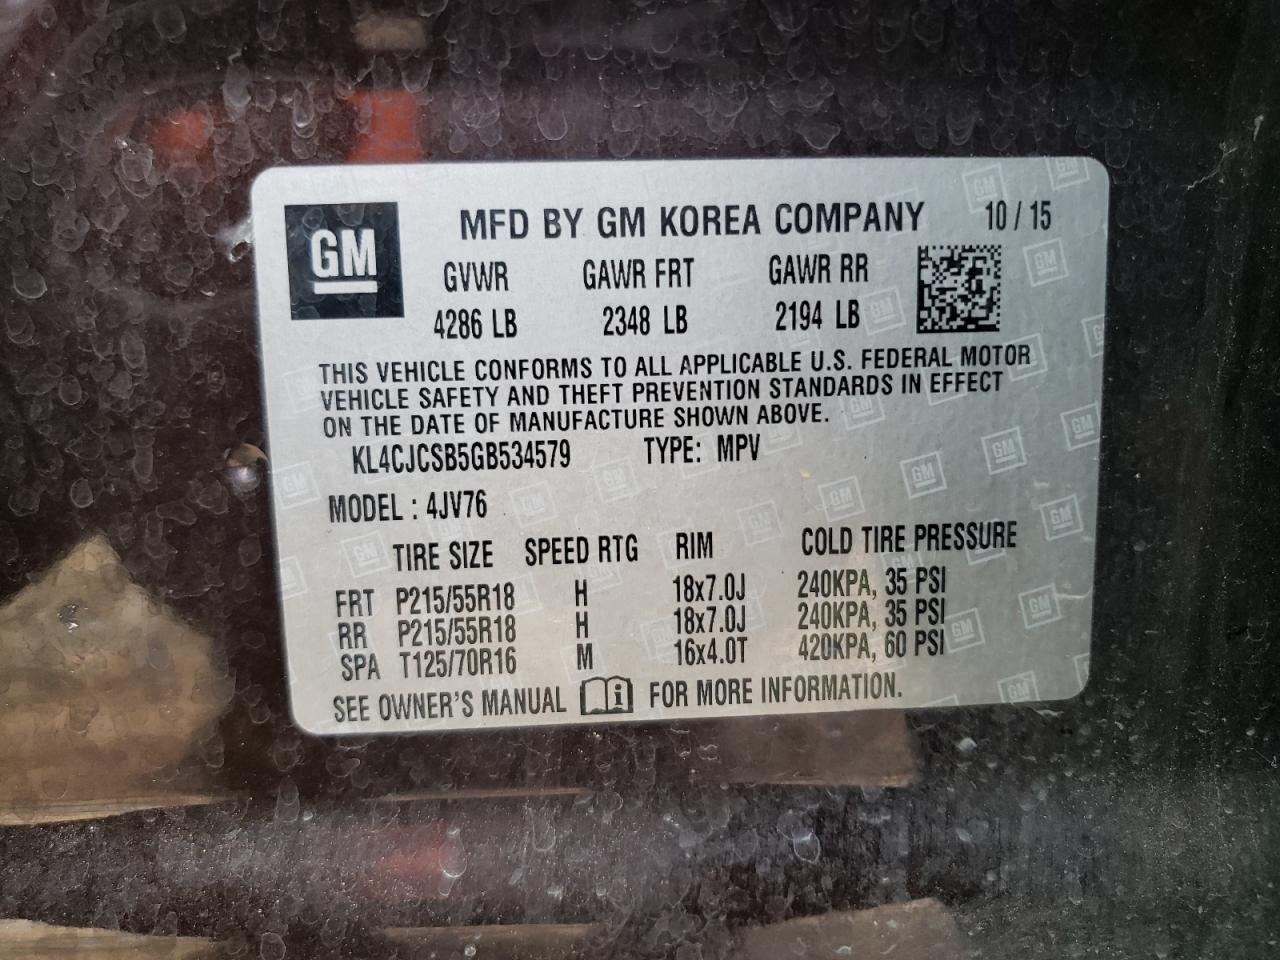 GM
MFD BY GM KOREA COMPANY 10 / 15
GVWR GAWR FRT GAWR RR
4286 LB 2348 LB 2194 LB
THIS VEHICLE CONFORMS TO ALL APPLICABLE U.S. FEDERAL MOTOR
VEHICLE SAFETY AND THEFT PREVENTION STANDARDS IN EFFECT
ON THE DATE OF MANUFACTURE SHOWN ABOVE.
KL4CJCSB5GB534579 TYPE: MPV
MODEL : 4JV76
TIRE SIZE SPEED RTG RIM COLD TIRE PRESSURE
FRT P215/55R18 H 18x7.0J 240KPA, 35 PSI
RR P215/55R18 H 18x7.0J 240KPA, 35 PSI
SPA T125/70R16 M 16x4.0T 420KPA, 60 PSI
SEE OWNER'S MANUAL FOR MORE INFORMATION.